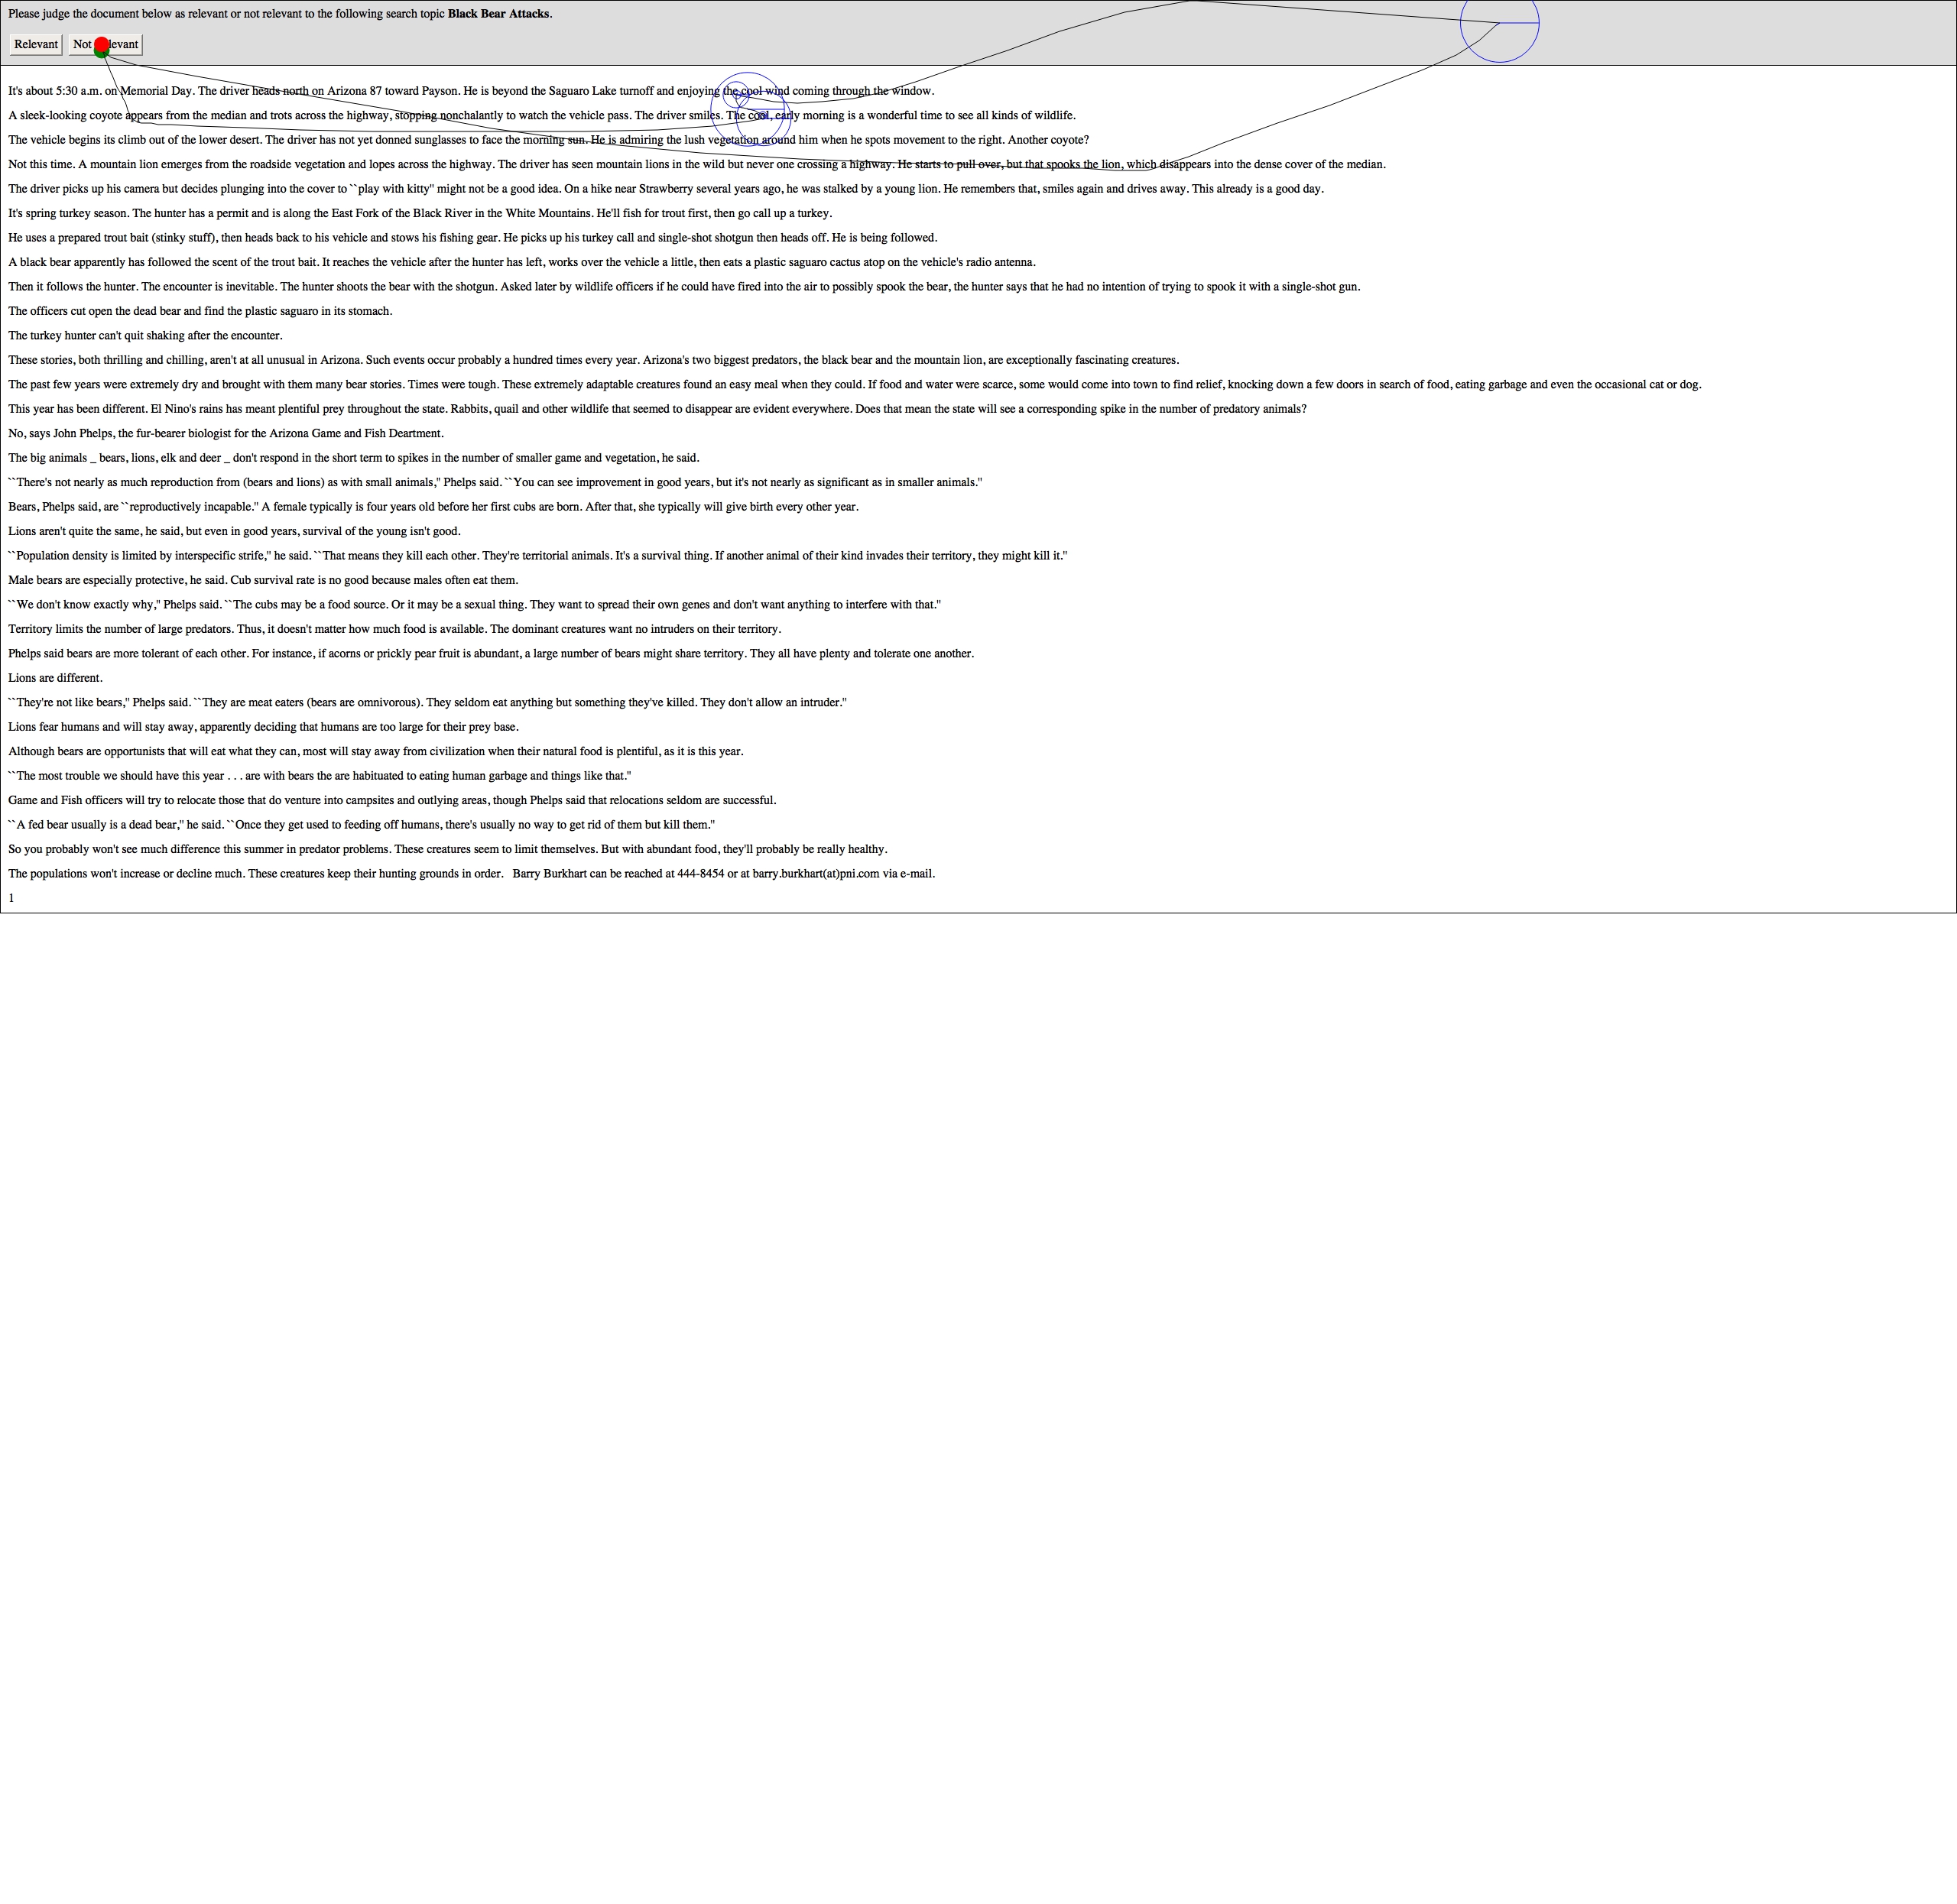 Please judge the document below as relevant or not relevant to the following search topic Black Bear Attacks.
Relevant Not levant
It's about 5:30 a.m. on Memorial Day. The driver heads north on Arizona 87 toward Payson. He is beyond the Saguaro Lake turnoff and enjoying the cool wind coming through the window.
A sleek-looking coyote appears from the median and trots across the highway, stopping nonchalantly to watch the vehicle pass. The driver smiles. The cool, early morning is a wonderful time to see all kinds of wildlife.
The vehicle begins its climb out of the lower desert. The driver has not yet donned sunglasses to face the morning sun. He is admiring the lush vegetation around him when he spots movement to the right. Another coyote?
Not this time. A mountain lion emerges from the roadside vegetation and lopes across the highway. The driver has seen mountain lions in the wild but never one crossing a highway. He starts to pull over, but that spooks the lion, which disappears into the dense cover of the median.
The driver picks up his camera but decides plunging into the cover to ``play with kitty'' might not be a good idea. On a hike near Strawberry several years ago, he was stalked by a young lion. He remembers that, smiles again and drives away. This already is a good day.
It's spring turkey season. The hunter has a permit and is along the East Fork of the Black River in the White Mountains. He'll fish for trout first, then go call up a turkey.
He uses a prepared trout bait (stinky stuff), then heads back to his vehicle and stows his fishing gear. He picks up his turkey call and single-shot shotgun then heads off. He is being followed.
A black bear apparently has followed the scent of the trout bait. It reaches the vehicle after the hunter has left, works over the vehicle a little, then eats a plastic saguaro cactus atop on the vehicle's radio antenna.
Then it follows the hunter. The encounter is inevitable. The hunter shoots the bear with the shotgun. Asked later by wildlife officers if he could have fired into the air to possibly spook the bear, the hunter says that he had no intention of trying to spook it with a single-shot gun.
The officers cut open the dead bear and find the plastic saguaro in its stomach.
The turkey hunter can't quit shaking after the encounter.
These stories, both thrilling and chilling, aren't at all unusual in Arizona. Such events occur probably a hundred times every year. Arizona's two biggest predators, the black bear and the mountain lion, are exceptionally fascinating creatures.
The past few years were extremely dry and brought with them many bear stories. Times were tough. These extremely adaptable creatures found an easy meal when they could. If food and water were scarce, some would come into town to find relief, knocking down a few doors in search of food, eating garbage and even the occasional cat or dog.
This year has been different. El Nino's rains has meant plentiful prey throughout the state. Rabbits, quail and other wildlife that seemed to disappear are evident everywhere. Does that mean the state will see a corresponding spike in the number of predatory animals?
No, says John Phelps, the fur-bearer biologist for the Arizona Game and Fish Deartment.
The big animals _ bears, lions, elk and deer _ don't respond in the short term to spikes in the number of smaller game and vegetation, he said.
``There's not nearly as much reproduction from (bears and lions) as with small animals,'' Phelps said. ``You can see improvement in good years, but it's not nearly as significant as in smaller animals.''
Bears, Phelps said, are ``reproductively incapable.'' A female typically is four years old before her first cubs are born. After that, she typically will give birth every other year.
Lions aren't quite the same, he said, but even in good years, survival of the young isn't good.
``Population density is limited by interspecific strife,'' he said. ``That means they kill each other. They're territorial animals. It's a survival thing. If another animal of their kind invades their territory, they might kill it.''
Male bears are especially protective, he said. Cub survival rate is no good because males often eat them.
``We don't know exactly why,'' Phelps said. ``The cubs may be a food source. Or it may be a sexual thing. They want to spread their own genes and don't want anything to interfere with that.''
Territory limits the number of large predators. Thus, it doesn't matter how much food is available. The dominant creatures want no intruders on their territory.
Phelps said bears are more tolerant of each other. For instance, if acorns or prickly pear fruit is abundant, a large number of bears might share territory. They all have plenty and tolerate one another.
Lions are different.
``They're not like bears,'' Phelps said. ``They are meat eaters (bears are omnivorous). They seldom eat anything but something they've killed. They don't allow an intruder.''
Lions fear humans and will stay away, apparently deciding that humans are too large for their prey base.
Although bears are opportunists that will eat what they can, most will stay away from civilization when their natural food is plentiful, as it is this year.
``The most trouble we should have this year . . . are with bears the are habituated to eating human garbage and things like that.''
Game and Fish officers will try to relocate those that do venture into campsites and outlying areas, though Phelps said that relocations seldom are successful.
``A fed bear usually is a dead bear,'' he said. ``Once they get used to feeding off humans, there's usually no way to get rid of them but kill them.''
So you probably won't see much difference this summer in predator problems. These creatures seem to limit themselves. But with abundant food, they'll probably be really healthy.
The populations won't increase or decline much. These creatures keep their hunting grounds in order.   Barry Burkhart can be reached at 444-8454 or at barry.burkhart(at)pni.com via e-mail.
1